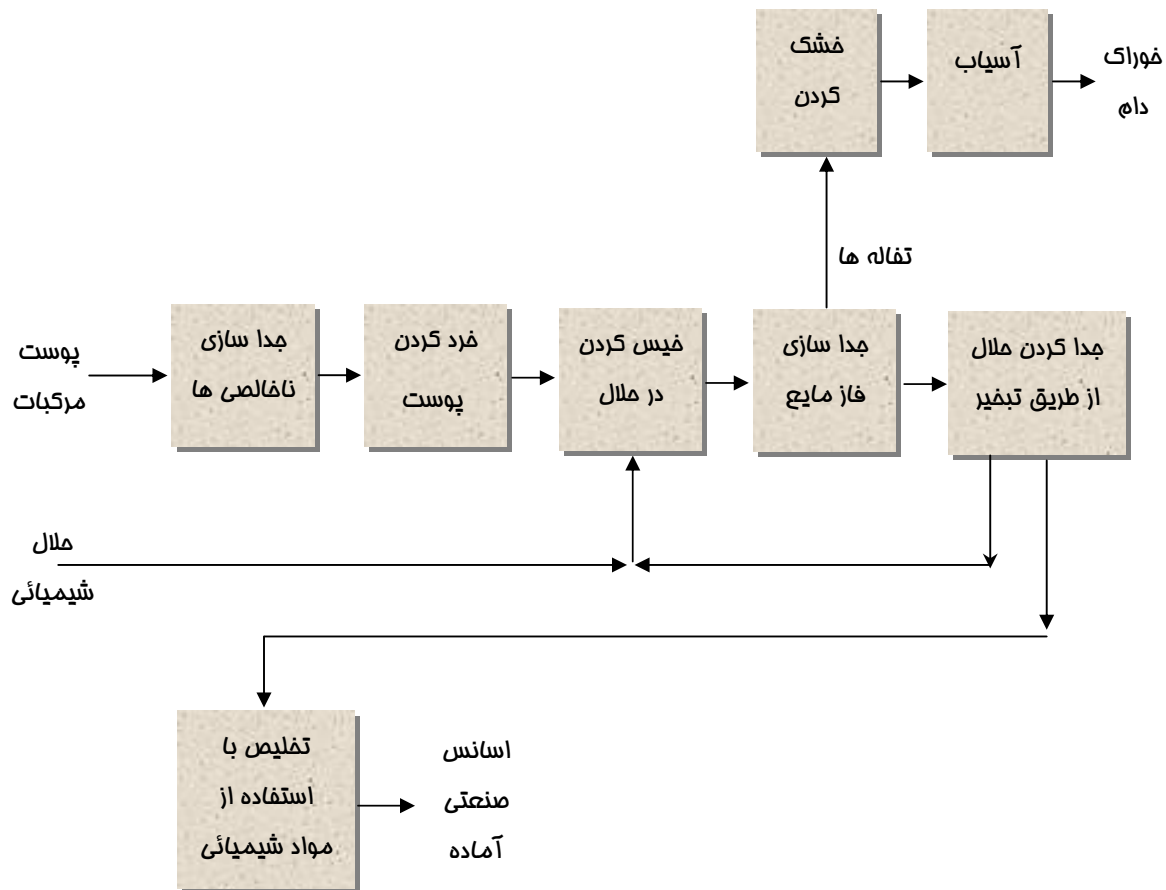 خشک
کردن
آسیاب
خوراک
دام
تفاله ها
پوست
مرکبات
جدا سازی
ناخالصی ها
خرد کردن
پوست
خیس کردن
در حلال
جدا سازی
فاز مایع
جدا کردن حلال
از طریق تبخیر
حلال
شیمیائی
تخلیص با
استفاده از
مواد شیمیائی
اسانس
صنعتی
آماده